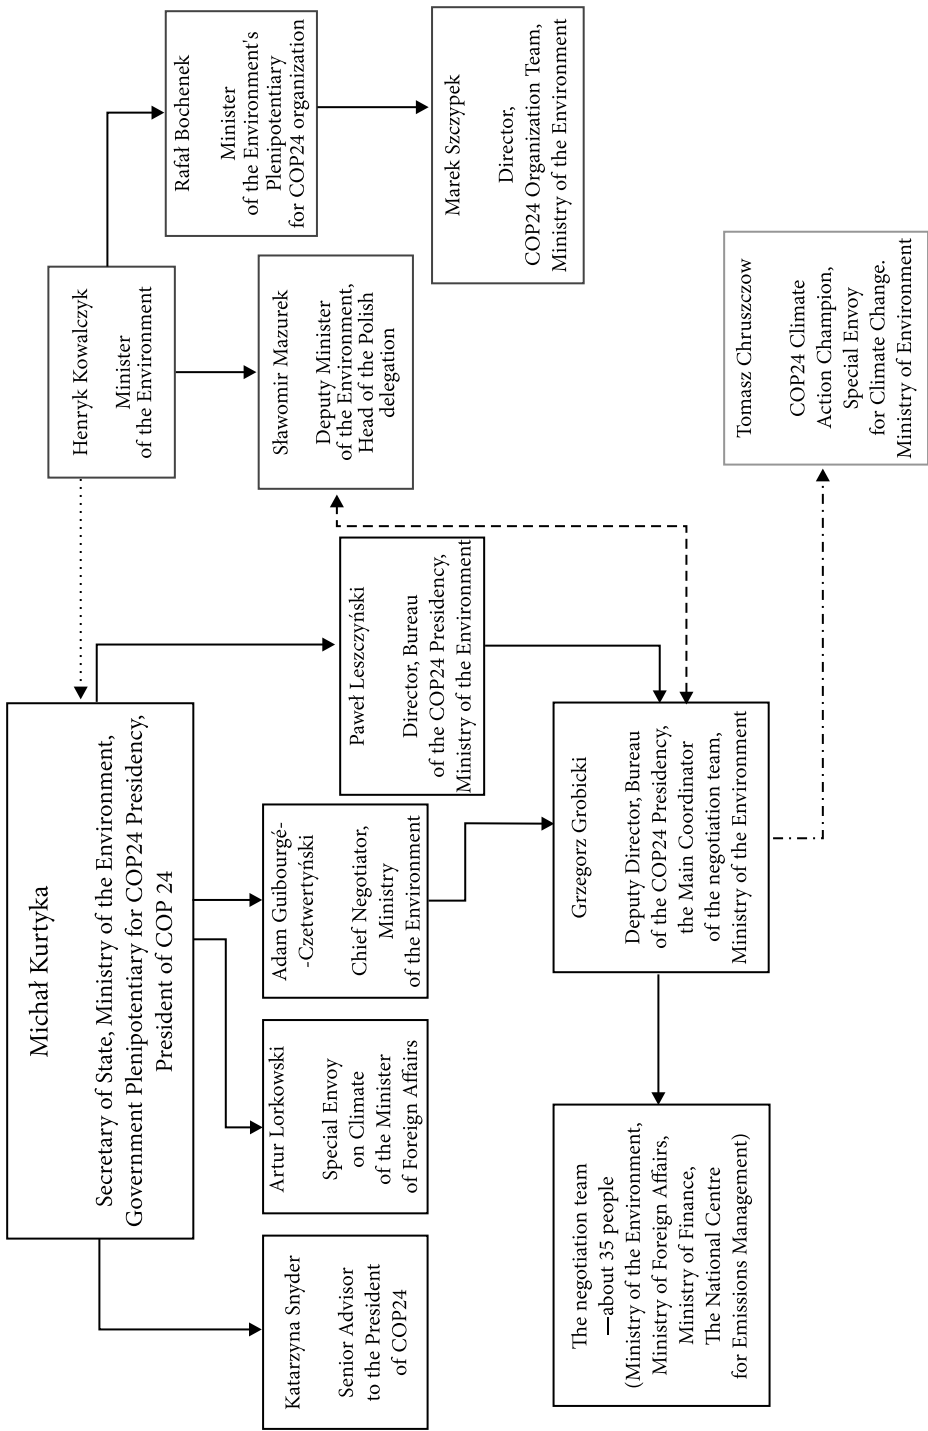 Michał Kurtyka
Secretary of State, Ministry of the Environment,
Government Plenipotentiary for COP24 Presidency,
President of COP 24
Henryk Kowalczyk
Minister
of the Environment
Rafał Bochenek
Minister
of the Environment's
Plenipotentiary
for COP24 organization
Katarzyna Snyder
Senior Advisor
to the President
of COP24
Artur Lorkowski
Special Envoy
on Climate
of the Minister
of Foreign Affairs
Adam Guibourgé-
-Czetwertyński
Chief Negotiator,
Ministry
of the Environment
Paweł Leszczyński
Director, Bureau
of the COP24 Presidency,
Ministry of the Environment
Sławomir Mazurek
Deputy Minister
of the Environment,
Head of the Polish
delegation
Marek Szczypek
Director,
COP24 Organization Team,
Ministry of the Environment
The negotiation team
—about 35 people
(Ministry of the Environment,
Ministry of Foreign Affairs,
Ministry of Finance,
The National Centre
for Emissions Management)
Grzegorz Grobicki
Deputy Director, Bureau
of the COP24 Presidency,
the Main Coordinator
of the negotiation team,
Ministry of the Environment
Tomasz Chruszczow
COP24 Climate
Action Champion,
Special Envoy
for Climate Change.
Ministry of Environment